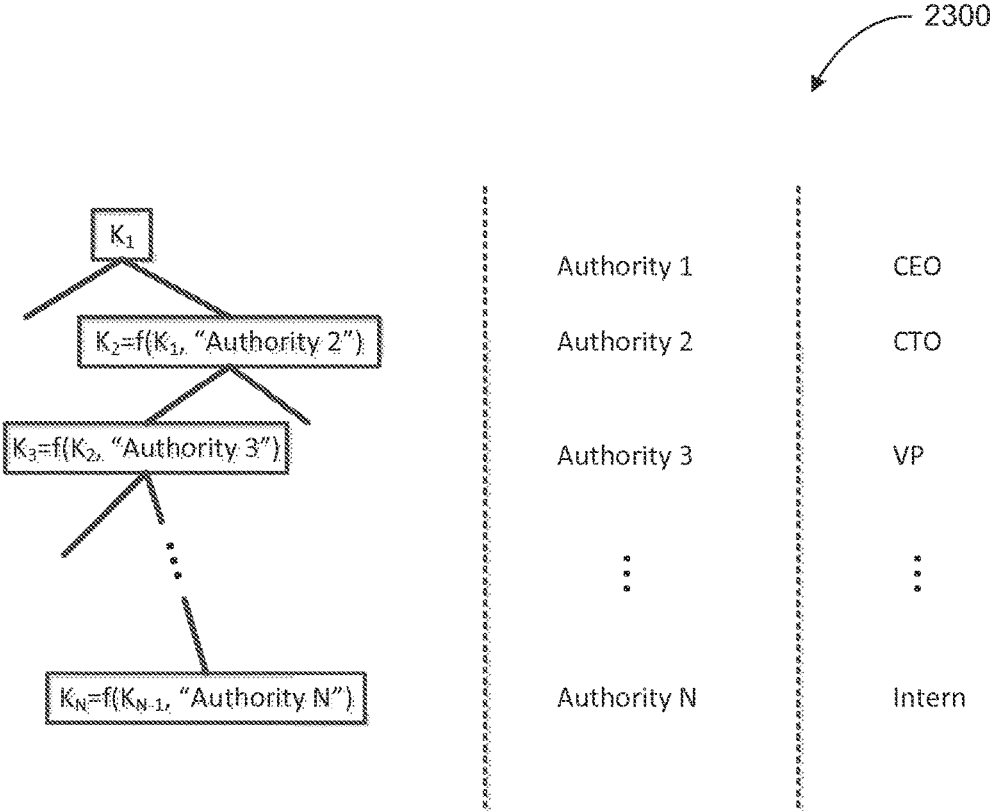 2300
K₁
Authority 1 CEO
K₂=f(K₁, “Authority 2”) Authority 2 CTO
K₃=f(K₂, “Authority 3”) Authority 3 VP
Kₙ=f(Kₙ₋₁, “Authority N”) Authority N Intern